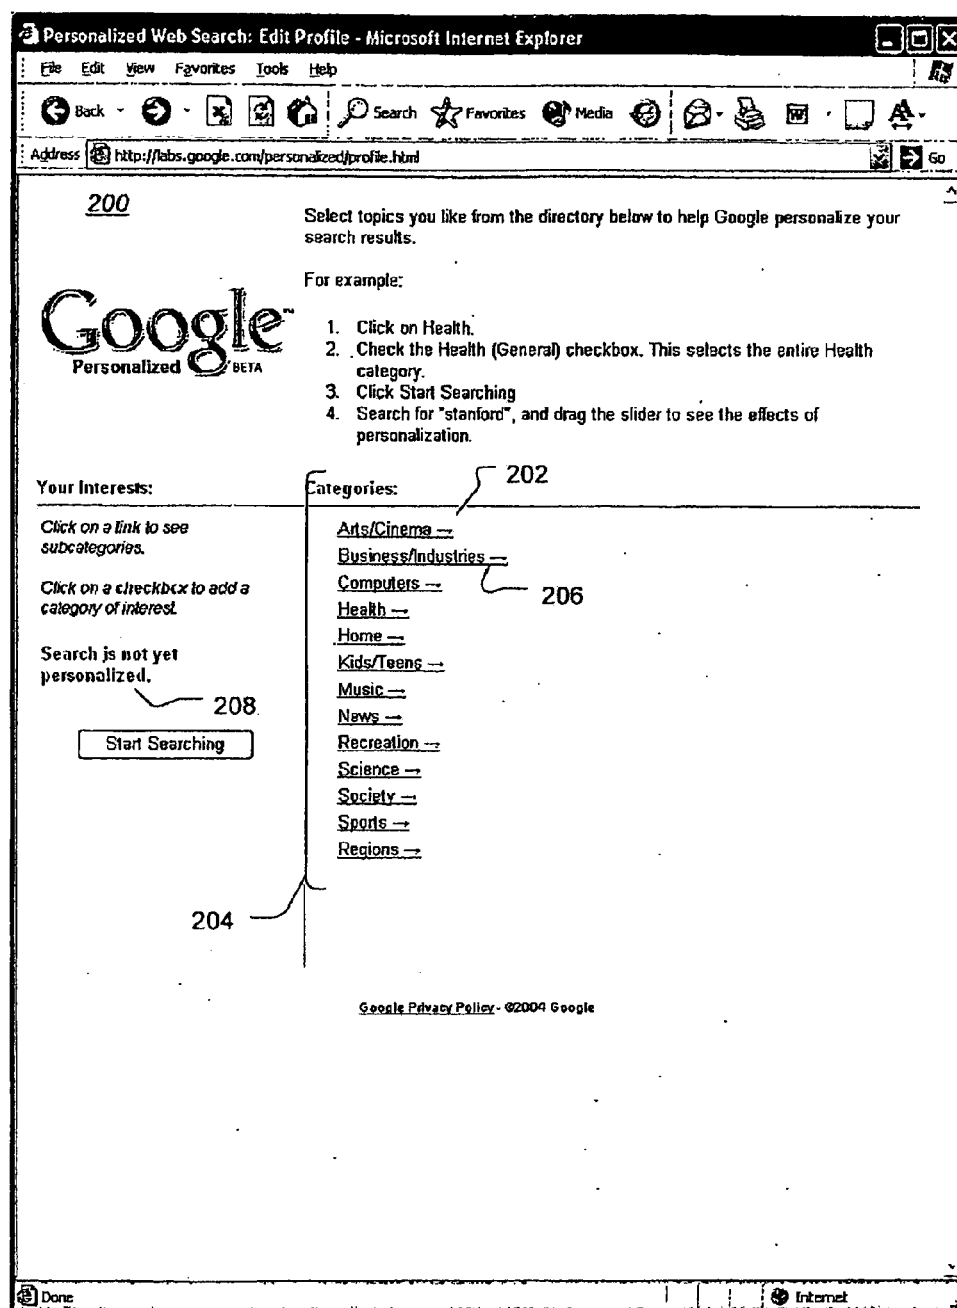 Personalized Web Search: Edit Profile - Microsoft Internet Explorer
File Edit View Favorites Tools Help
Back Search Favorites Media
Address http://labs.google.com/personalized/profile.html Go
200
Select topics you like from the directory below to help Google personalize your
search results.
For example:
Google™
Personalized BETA
1. Click on Health.
2. Check the Health (General) checkbox. This selects the entire Health
category.
3. Click Start Searching
4. Search for "stanford", and drag the slider to see the effects of
personalization.
202
Your Interests:
Categories:
Click on a link to see
subcategories.
Click on a checkbox to add a
category of interest.
Search is not yet
personalized.
208
Start Searching
Arts/Cinema →
Business/Industries →
206
Computers →
Health →
Home →
Kids/Teens →
Music →
News →
Recreation →
Science →
Society →
Sports →
Regions →
204
Google Privacy Policy - ©2004 Google
Done Internet